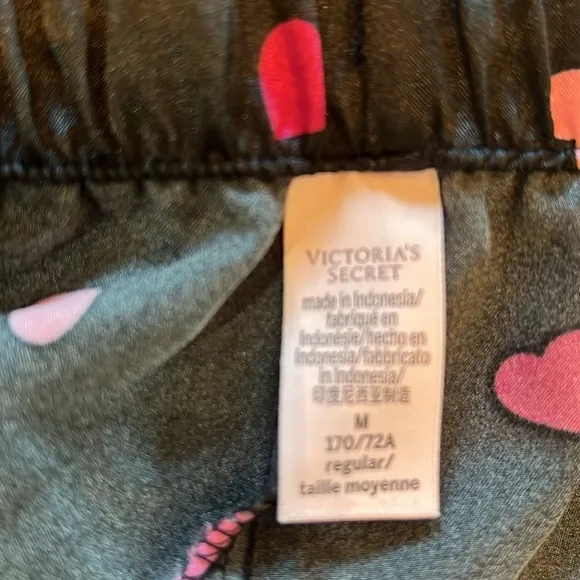 VICTORIA'S
SECRET
made in Indonesia/
fabriqué en
Indonésie/hecho en
Indonesia/fabbricato
in Indonesia/
印度尼西亚制造
M
170/72A
regular/
taille moyenne